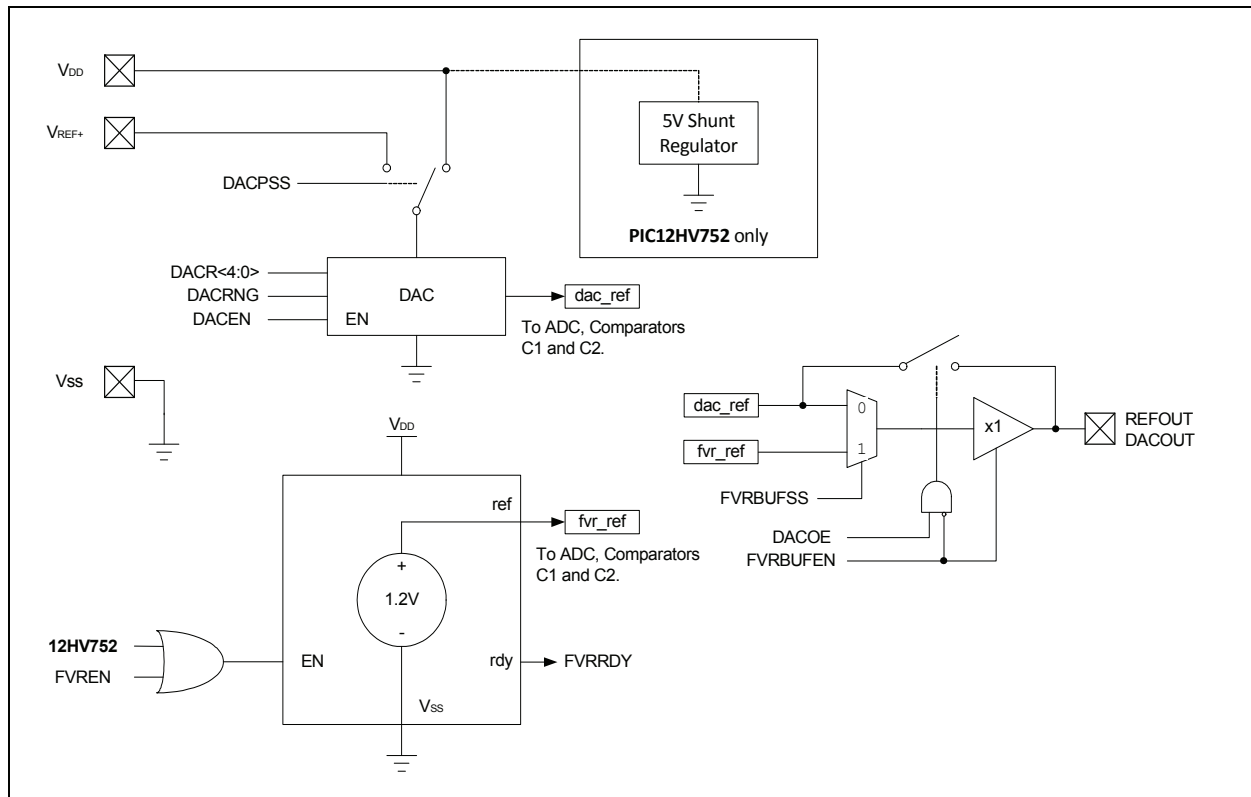 VDD
VREF+
5V Shunt
Regulator
PIC12HV752 only
DACPSS
DACR<4:0>
DACRNG
DACEN
EN
DAC
dac_ref
To ADC, Comparators
C1 and C2.
VSS
dac_ref
fvr_ref
0
1
x1
REFOUT
DACOUT
FVRBUFSS
DACOE
FVRBUFEN
VDD
ref
fvr_ref
To ADC, Comparators
C1 and C2.
+
1.2V
-
12HV752
FVREN
EN
rdy
FVRRDY
VSS